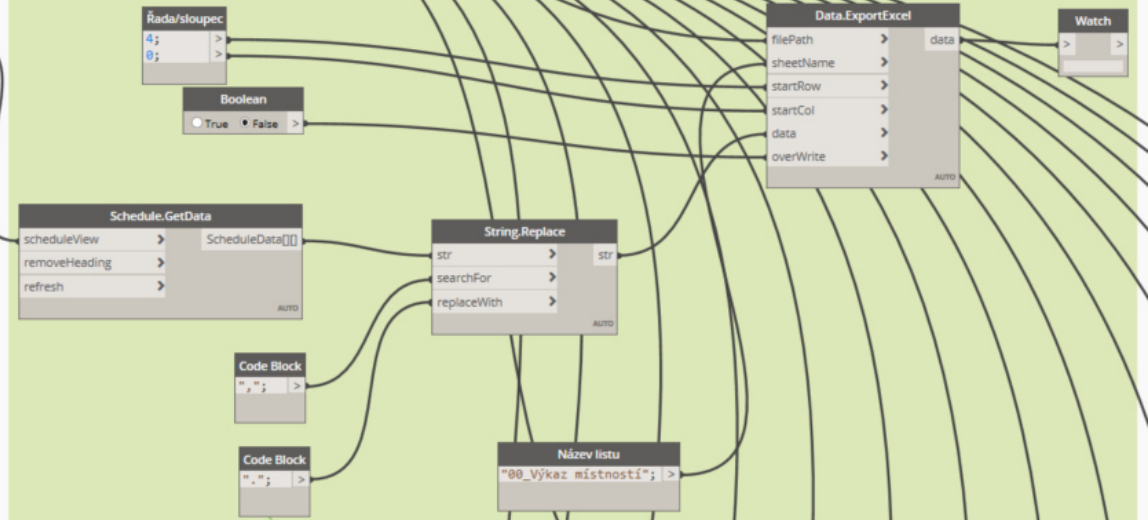 Řada/sloupec
4; >
0; >
Boolean
True False >
Data.ExportExcel
filePath > data
sheetName >
startRow >
startCol >
data >
overWrite >
AUTO
Watch
> >
Schedule.GetData
scheduleView > ScheduleData[][]
removeHeading >
refresh >
AUTO
String.Replace
str > str
searchFor >
replaceWith >
AUTO
Code Block
","; >
Code Block
"."; >
Název listu
"00_Výkaz místností"; >